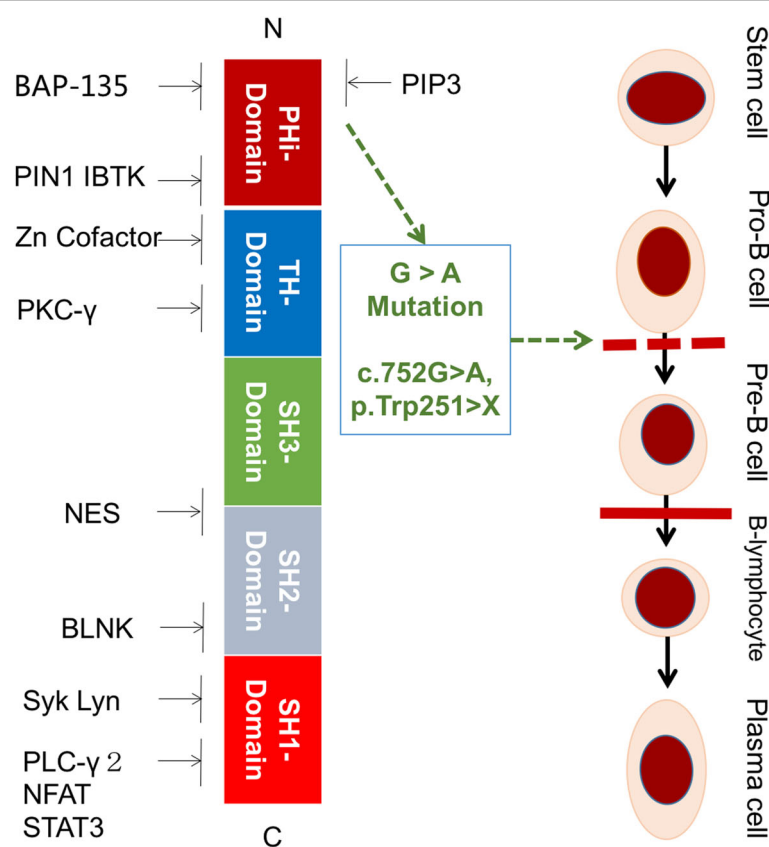 N
BAP-135
PIP3
PHi-
Domain
PIN1 IBTK
Zn Cofactor
TH-
Domain
PKC-γ
G > A
Mutation
c.752G>A,
p.Trp251>X
SH3-
Domain
NES
SH2-
Domain
BLNK
Syk Lyn
SH1-
Domain
PLC-γ 2
NFAT
STAT3
C
Stem cell
Pro-B cell
Pre-B cell
B-lymphocyte
Plasma cell